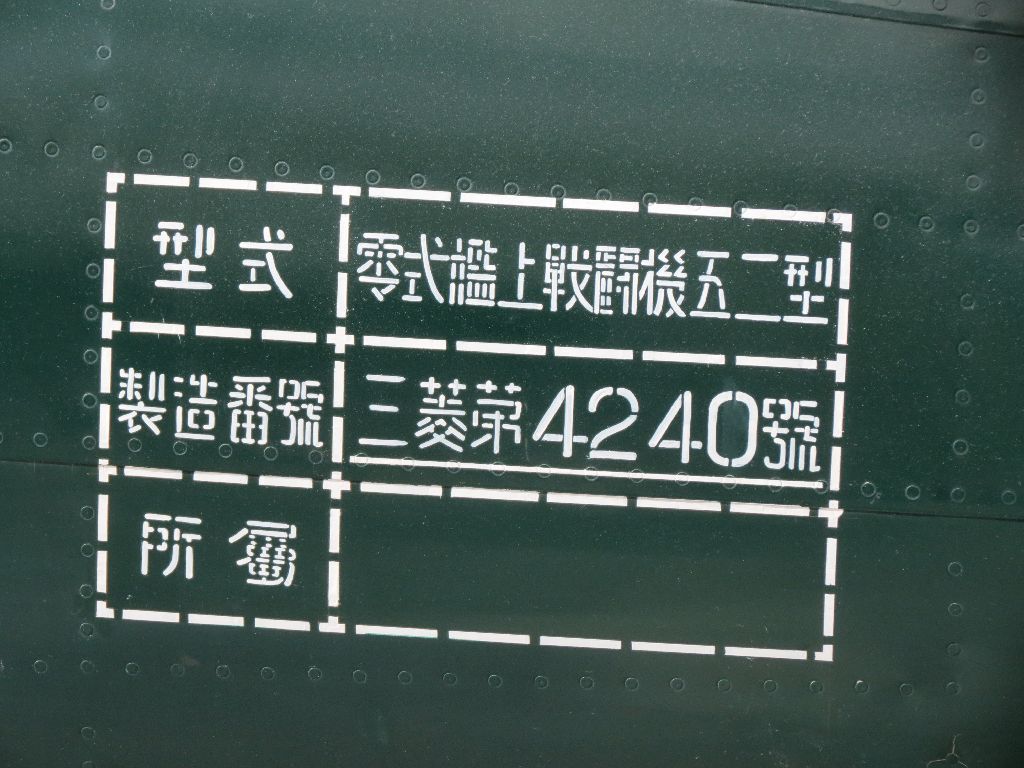 型式 零式艦上戦闘機五二型
製造番號 三菱第4240號
所屬